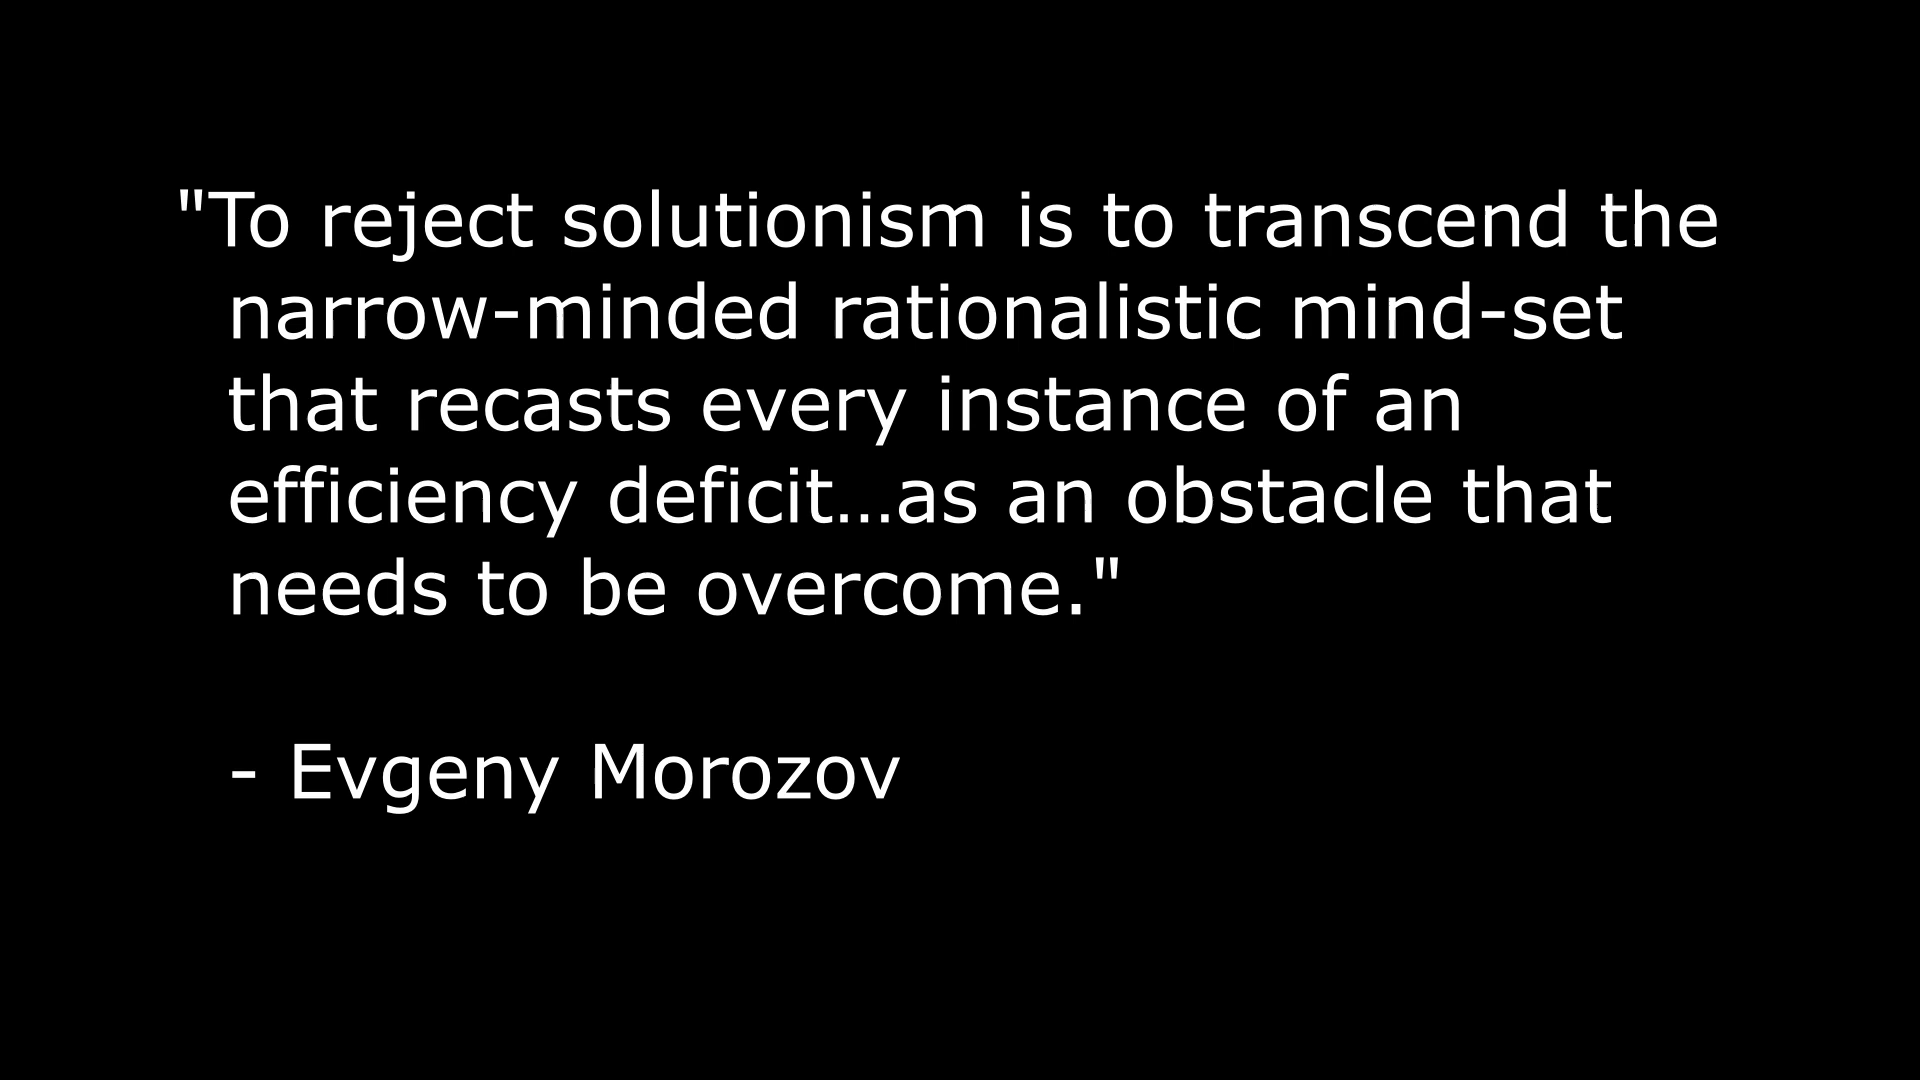 "To reject solutionism is to transcend the
narrow-minded rationalistic mind-set
that recasts every instance of an
efficiency deficit…as an obstacle that
needs to be overcome."
- Evgeny Morozov